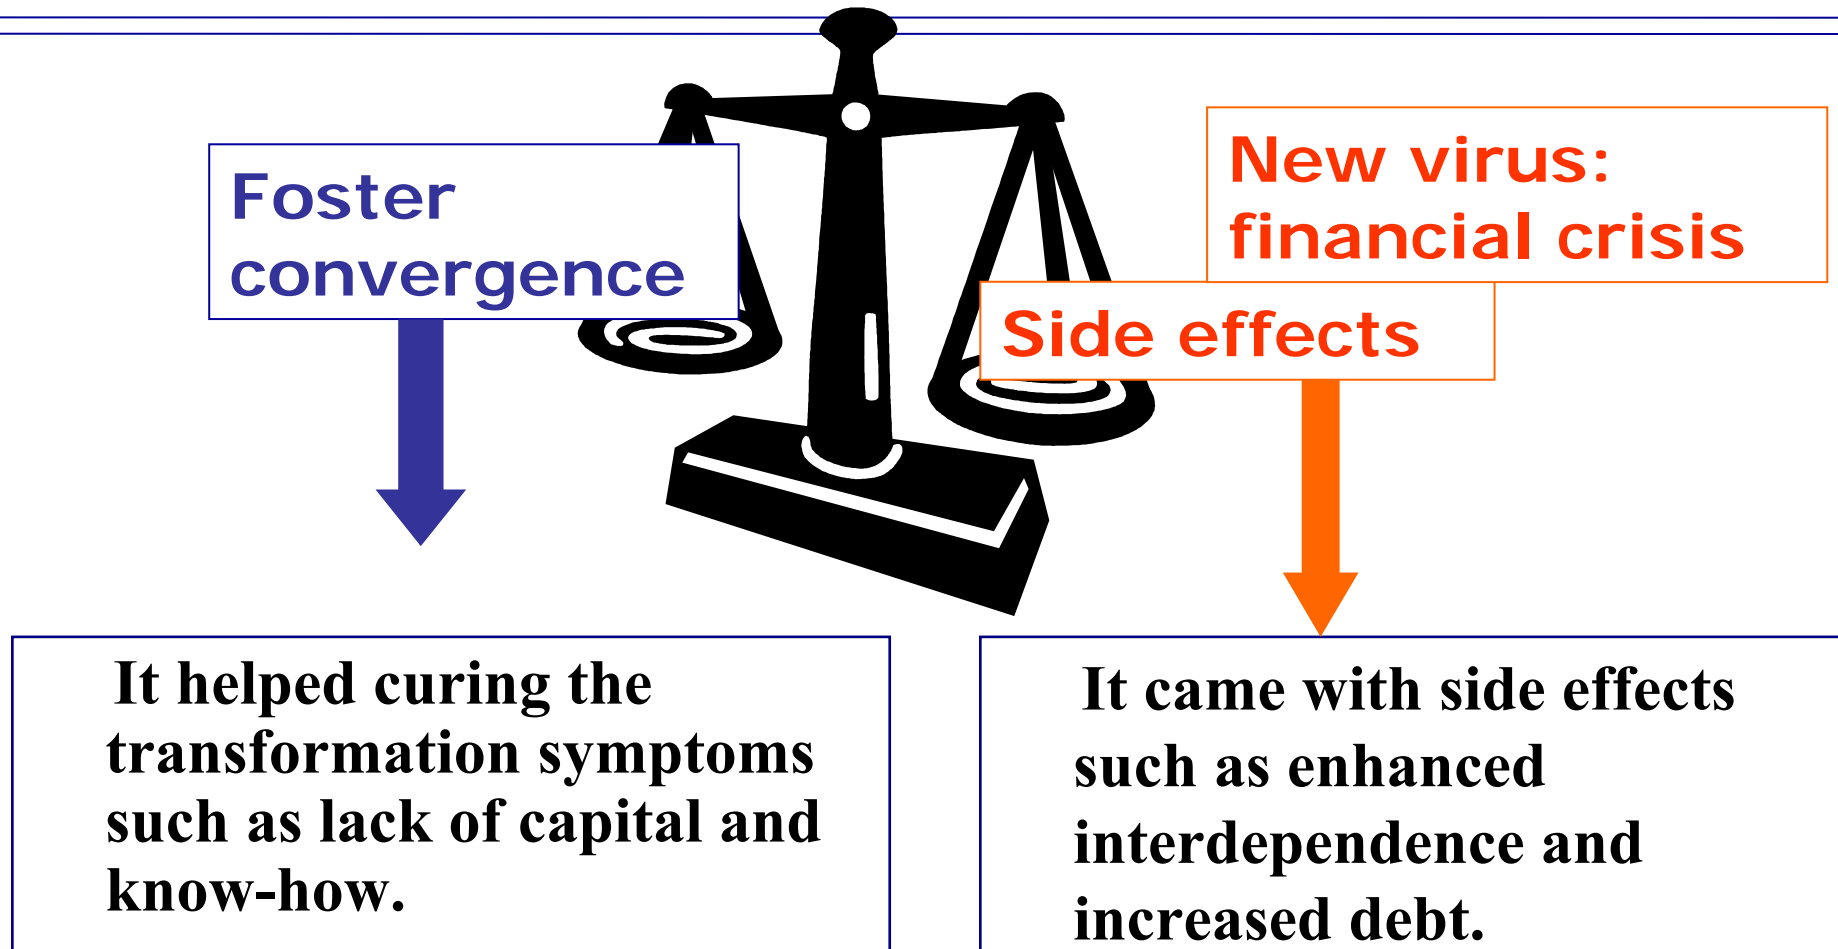 Foster
convergence
New virus:
financial crisis
Side effects
It helped curing the
transformation symptoms
such as lack of capital and
know-how.
It came with side effects
such as enhanced
interdependence and
increased debt.